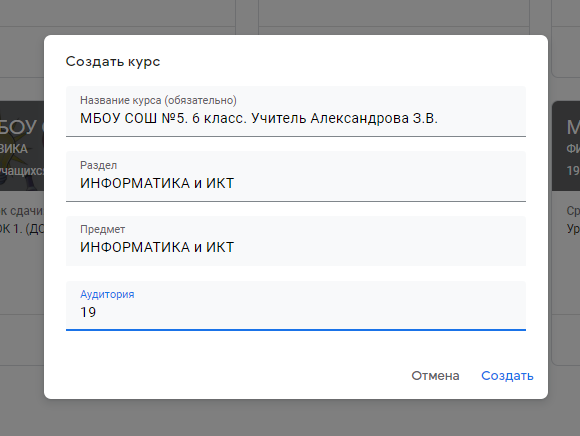 Создать курс
Название курса (обязательно)
МБОУ СОШ №5. 6 класс. Учитель Александрова З.В.
Раздел
ИНФОРМАТИКА и ИКТ
Предмет
ИНФОРМАТИКА и ИКТ
Аудитория
19
Отмена Создать